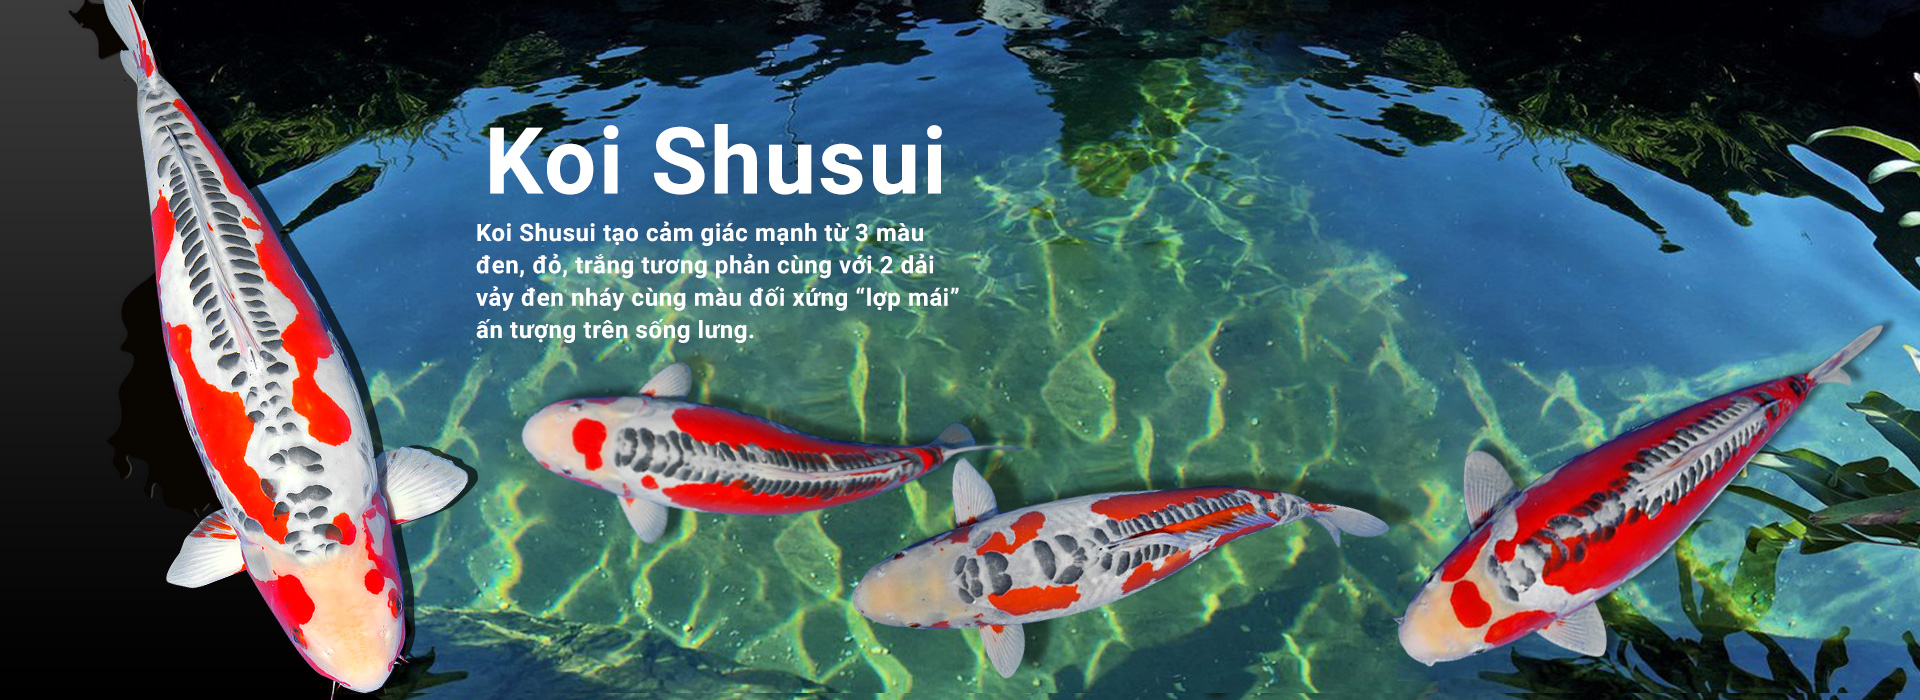 Koi Shusui
Koi Shusui tạo cảm giác mạnh từ 3 màu
đen, đỏ, trắng tương phản cùng với 2 dải
vảy đen nháy cùng màu đối xứng “lợp mái”
ấn tượng trên sống lưng.